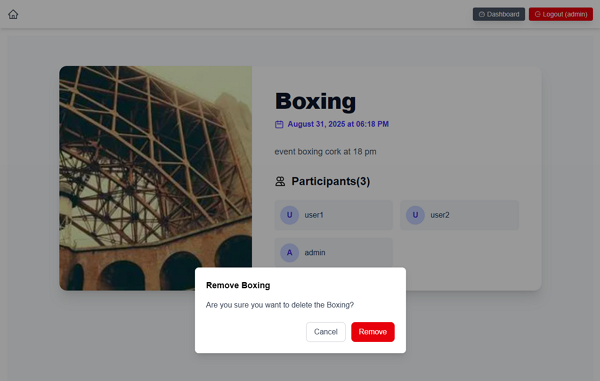 Dashboard
Logout (admin)
Boxing
August 31, 2025 at 06:18 PM
event boxing cork at 18 pm
Participants(3)
U user1
U user2
A admin
Remove Boxing
Are you sure you want to delete the Boxing?
Cancel
Remove